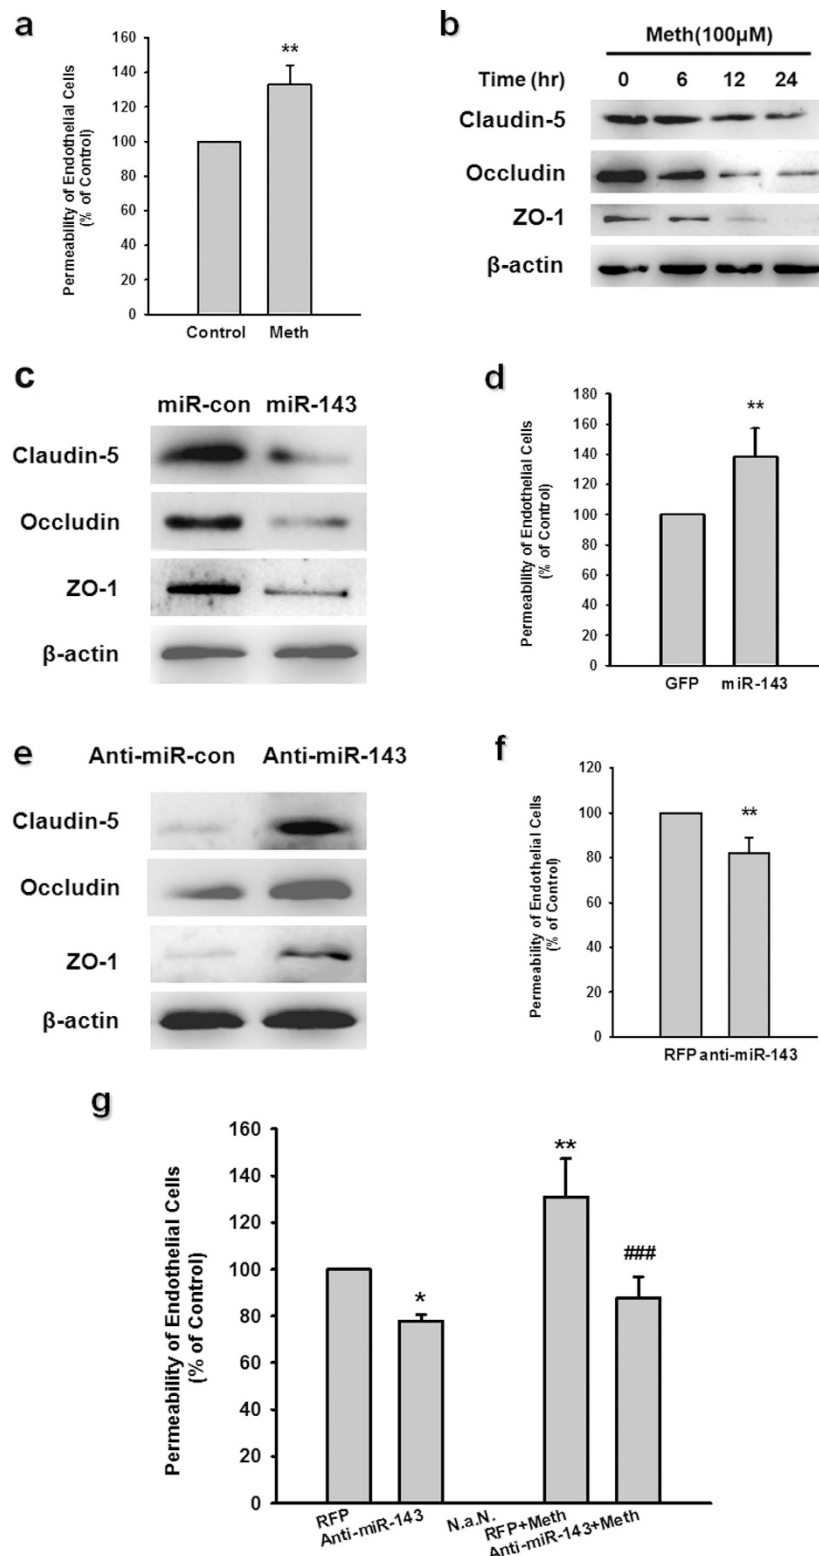 a
Permeability of Endothelial Cells
(% of Control)
160
140
120
100
80
60
40
20
0
**
Control Meth
b
Meth(100μM)
Time (hr) 0 6 12 24
Claudin-5
Occludin
ZO-1
β-actin
c
miR-con miR-143
Claudin-5
Occludin
ZO-1
β-actin
d
Permeability of Endothelial Cells
(% of Control)
180
160
140
120
100
80
60
40
20
0
**
GFP miR-143
e
Anti-miR-con Anti-miR-143
Claudin-5
Occludin
ZO-1
β-actin
f
Permeability of Endothelial Cells
(% of Control)
120
100
80
60
40
20
0
**
RFP anti-miR-143
g
Permeability of Endothelial Cells
(% of Control)
160
140
120
100
80
60
40
20
0
*
**
###
RFP
Anti-miR-143
N.a.N.
RFP+Meth
Anti-miR-143+Meth